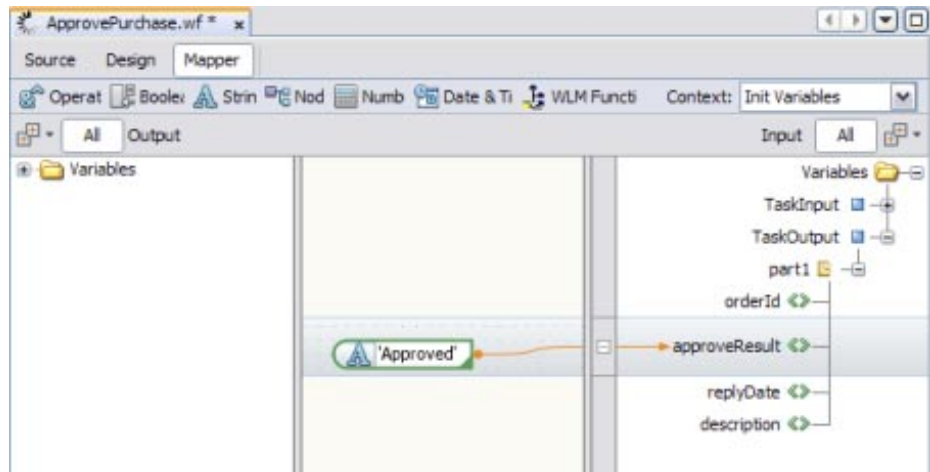 ApprovePurchase.wf *
Source Design Mapper
Operat Boolea Strin Nod Numb Date & Ti WLM Functi Context: Init Variables
All Output Input All
Variables Variables
TaskInput
TaskOutput
part1
orderId
'Approved' approveResult
replyDate
description